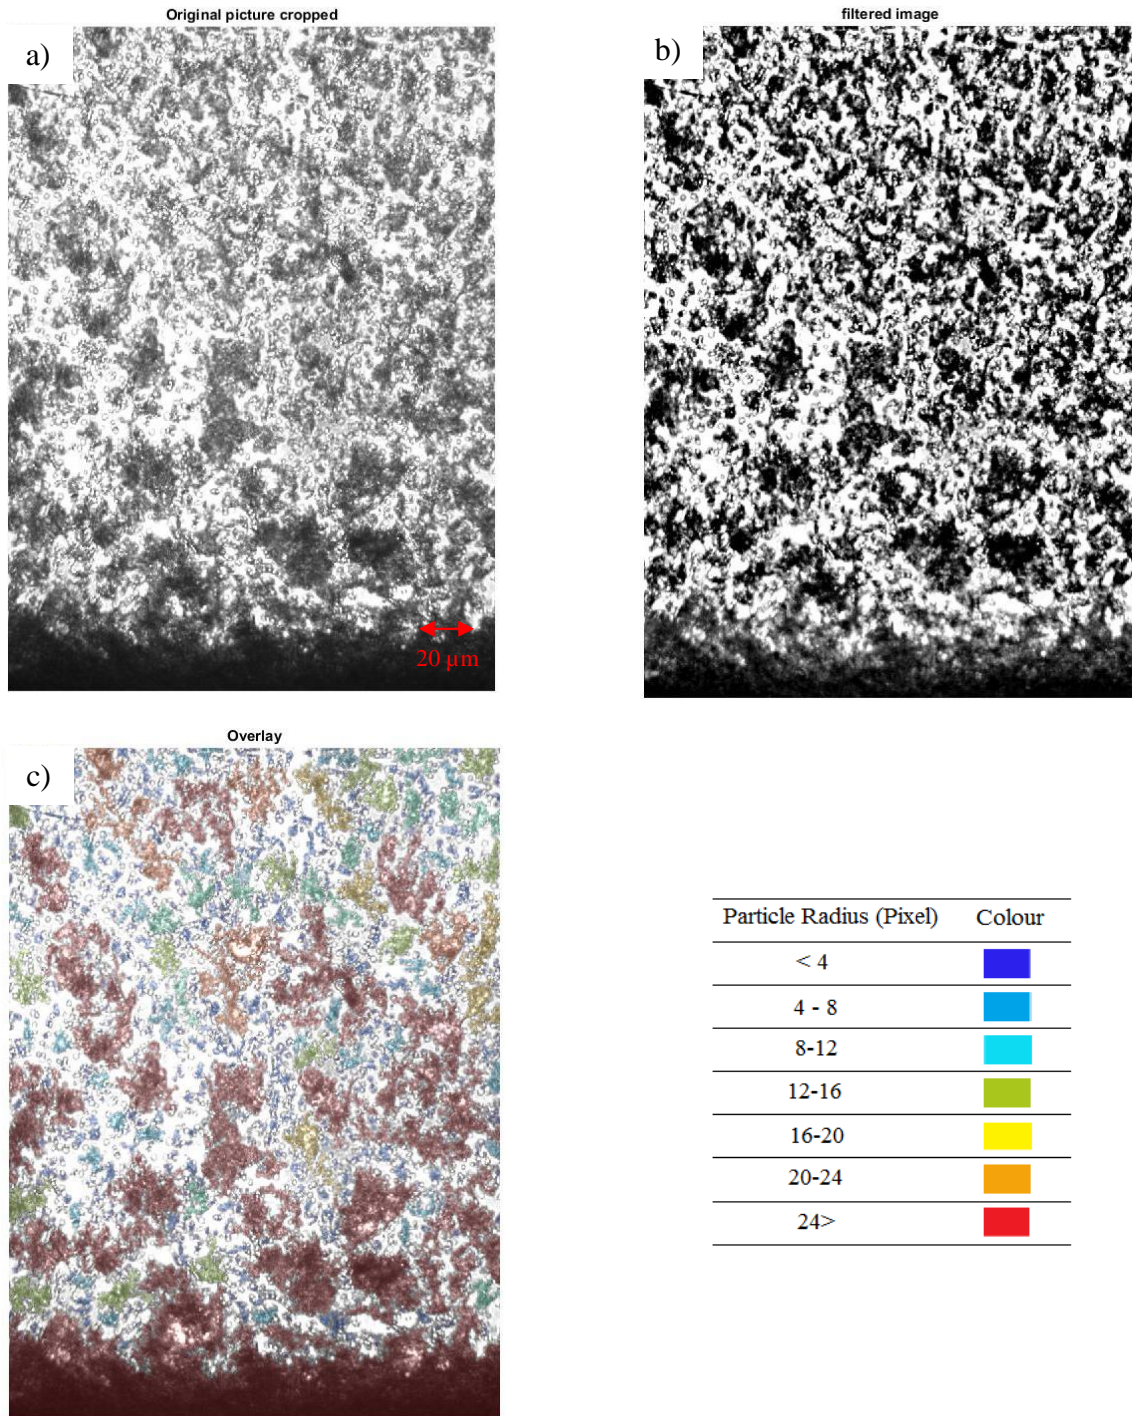 Original picture cropped
filtered image
a)
b)
20 µm
Overlay
c)
Particle Radius (Pixel) Colour
< 4
4 - 8
8-12
12-16
16-20
20-24
24>